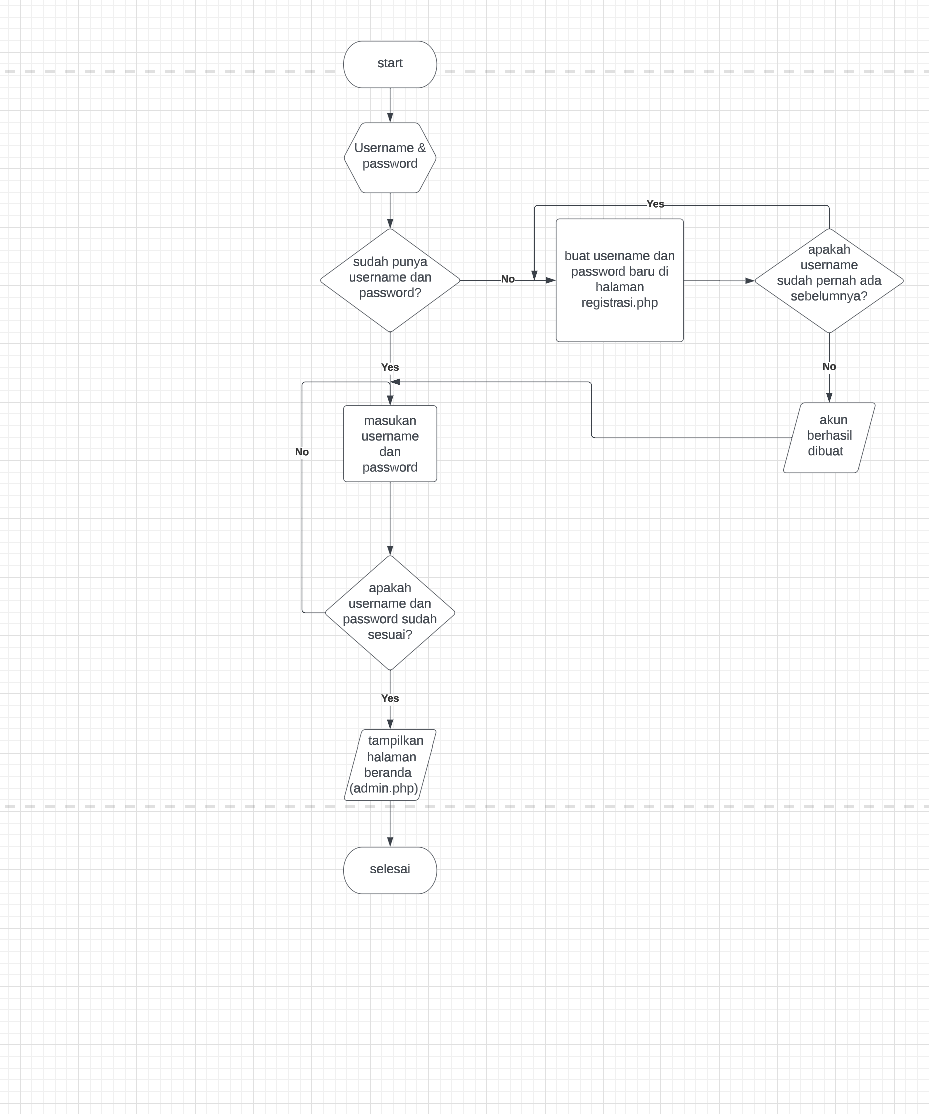 start
Username &
password
sudah punya
username dan
password?
No
Yes
buat username dan
password baru di
halaman
registrasi.php
apakah
username
sudah pernah ada
sebelumnya?
Yes
No
akun
berhasil
dibuat
masukan
username
dan
password
No
apakah
username dan
password sudah
sesuai?
Yes
tampilkan
halaman
beranda
(admin.php)
selesai